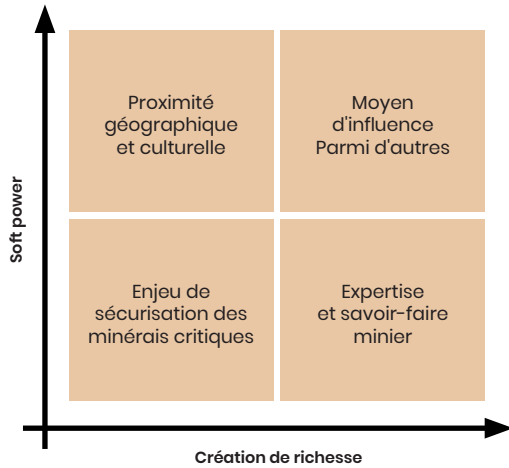 Soft power
Proximité
géographique
et culturelle
Moyen
d'influence
Parmi d'autres
Enjeu de
sécurisation des
minérais critiques
Expertise
et savoir-faire
minier
Création de richesse